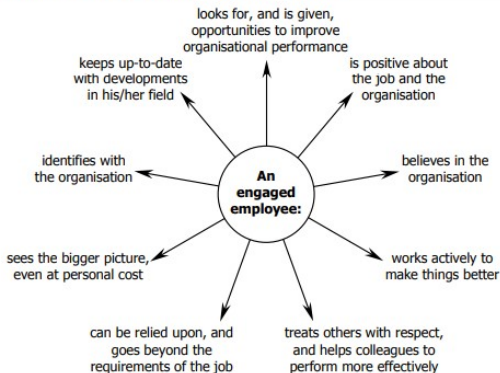 looks for, and is given,
opportunities to improve
organisational performance
keeps up-to-date
with developments
in his/her field
is positive about
the job and the
organisation
identifies with
the organisation
An
engaged
employee:
believes in the
organisation
sees the bigger picture,
even at personal cost
works actively to
make things better
can be relied upon, and
goes beyond the
requirements of the job
treats others with respect,
and helps colleagues to
perform more effectively